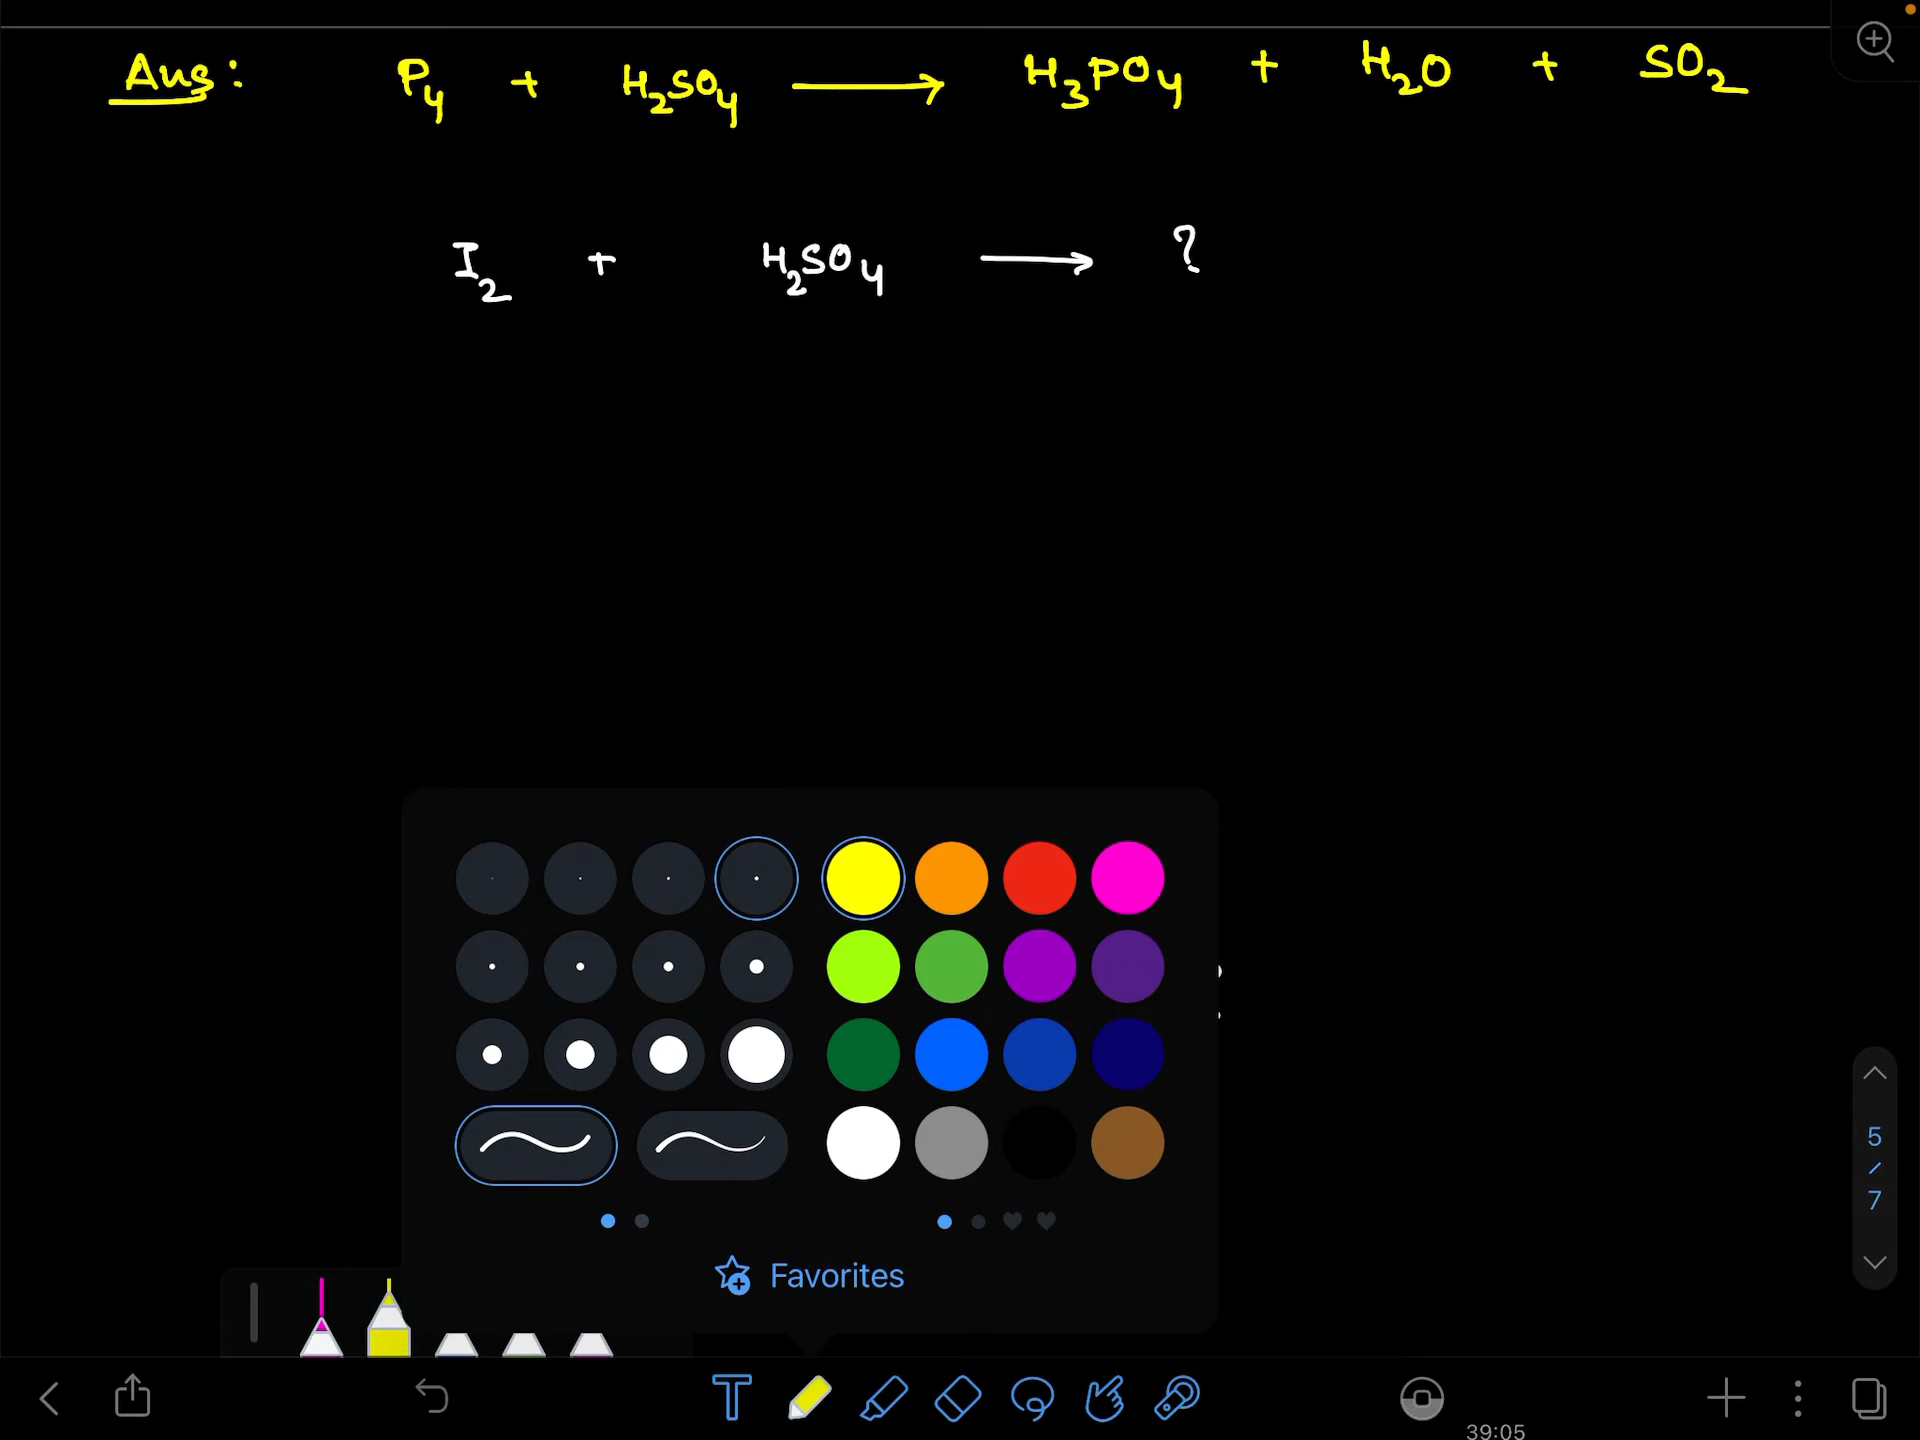 Ans: P₄ + H₂SO₄ ⟶ H₃PO₄ + H₂O + SO₂
I₂ + H₂SO₄ ⟶ ?
Favorites
5
/
7
T
39:05